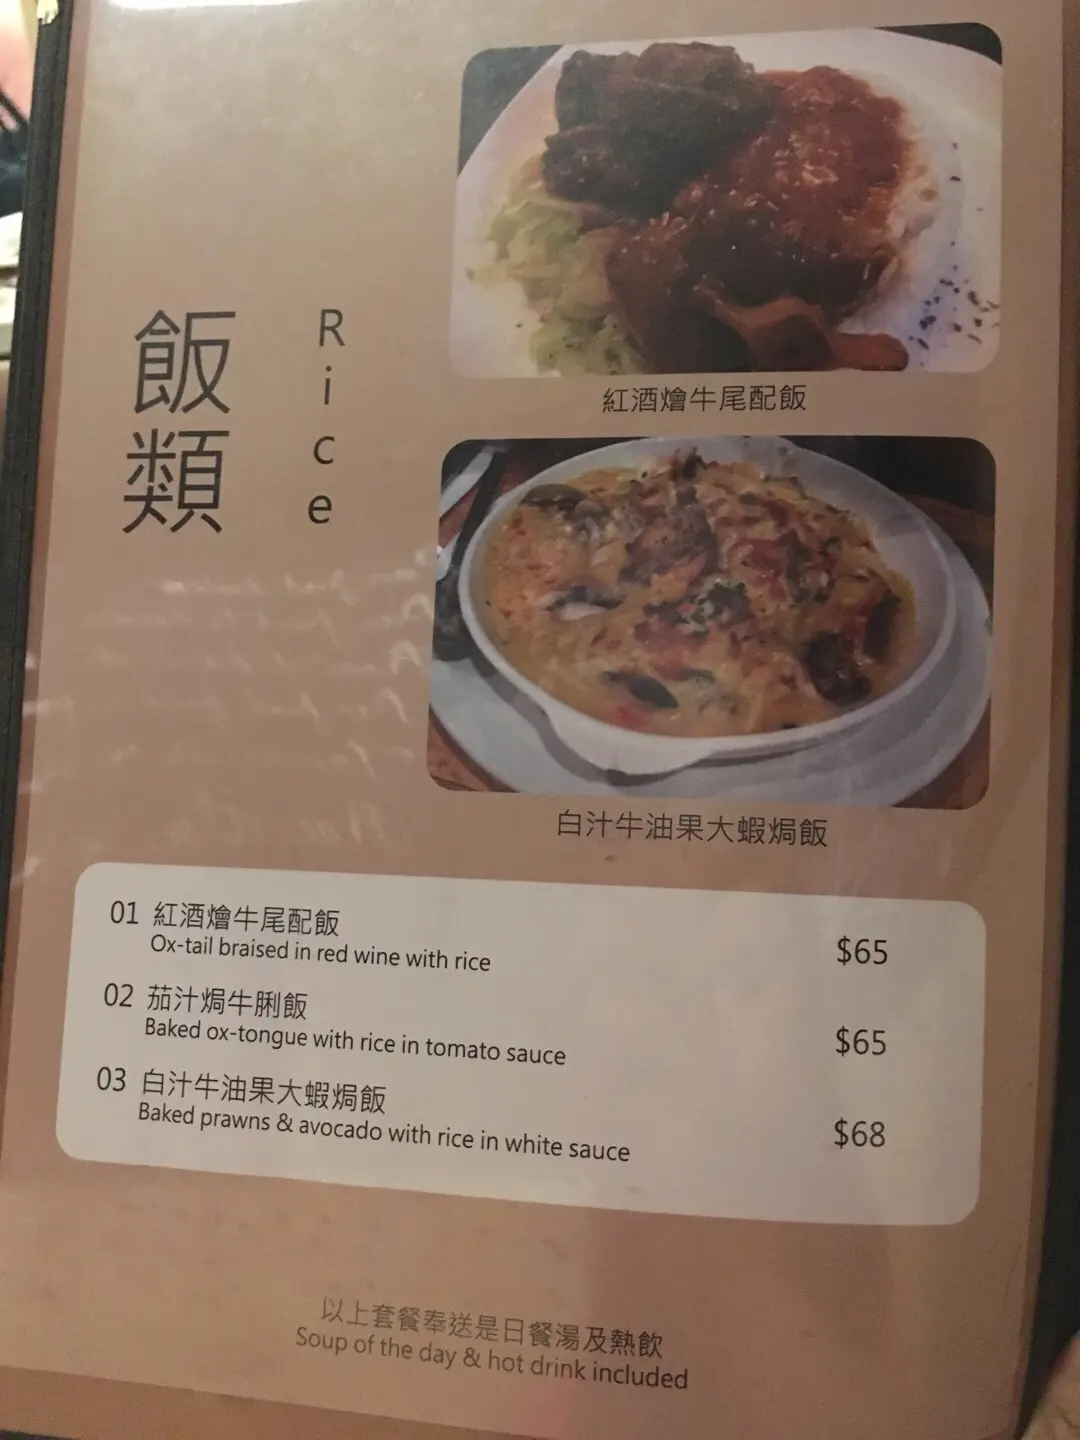 飯類
Rice
紅酒燴牛尾配飯
白汁牛油果大蝦焗飯
01 紅酒燴牛尾配飯
Ox-tail braised in red wine with rice
$65
02 茄汁焗牛脷飯
Baked ox-tongue with rice in tomato sauce
$65
03 白汁牛油果大蝦焗飯
Baked prawns & avocado with rice in white sauce
$68
以上套餐奉送是日餐湯及熱飲
Soup of the day & hot drink included